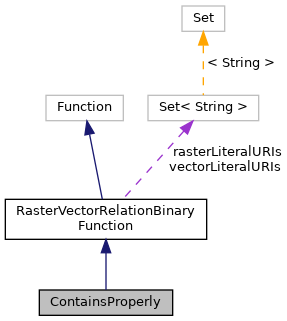 Set
< String >
Function
Set< String >
rasterLiteralURIs
vectorLiteralURIs
RasterVectorRelationBinary
Function
ContainsProperly